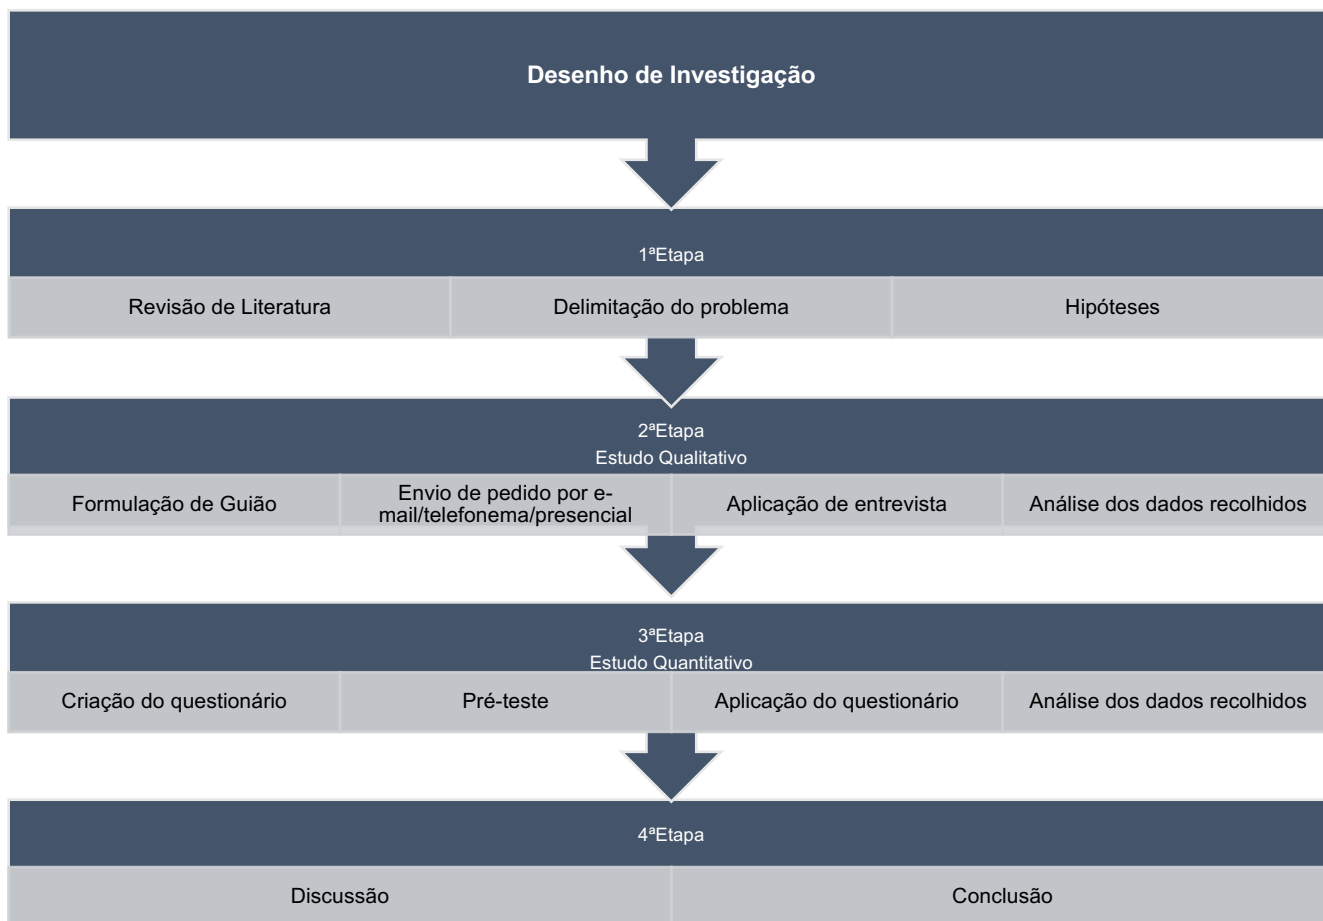 Desenho de Investigação
1ªEtapa
Revisão de Literatura
Delimitação do problema
Hipóteses
2ªEtapa
Estudo Qualitativo
Formulação de Guião
Envio de pedido por e-
mail/telefonema/presencial
Aplicação de entrevista
Análise dos dados recolhidos
3ªEtapa
Estudo Quantitativo
Criação do questionário
Pré-teste
Aplicação do questionário
Análise dos dados recolhidos
4ªEtapa
Discussão
Conclusão